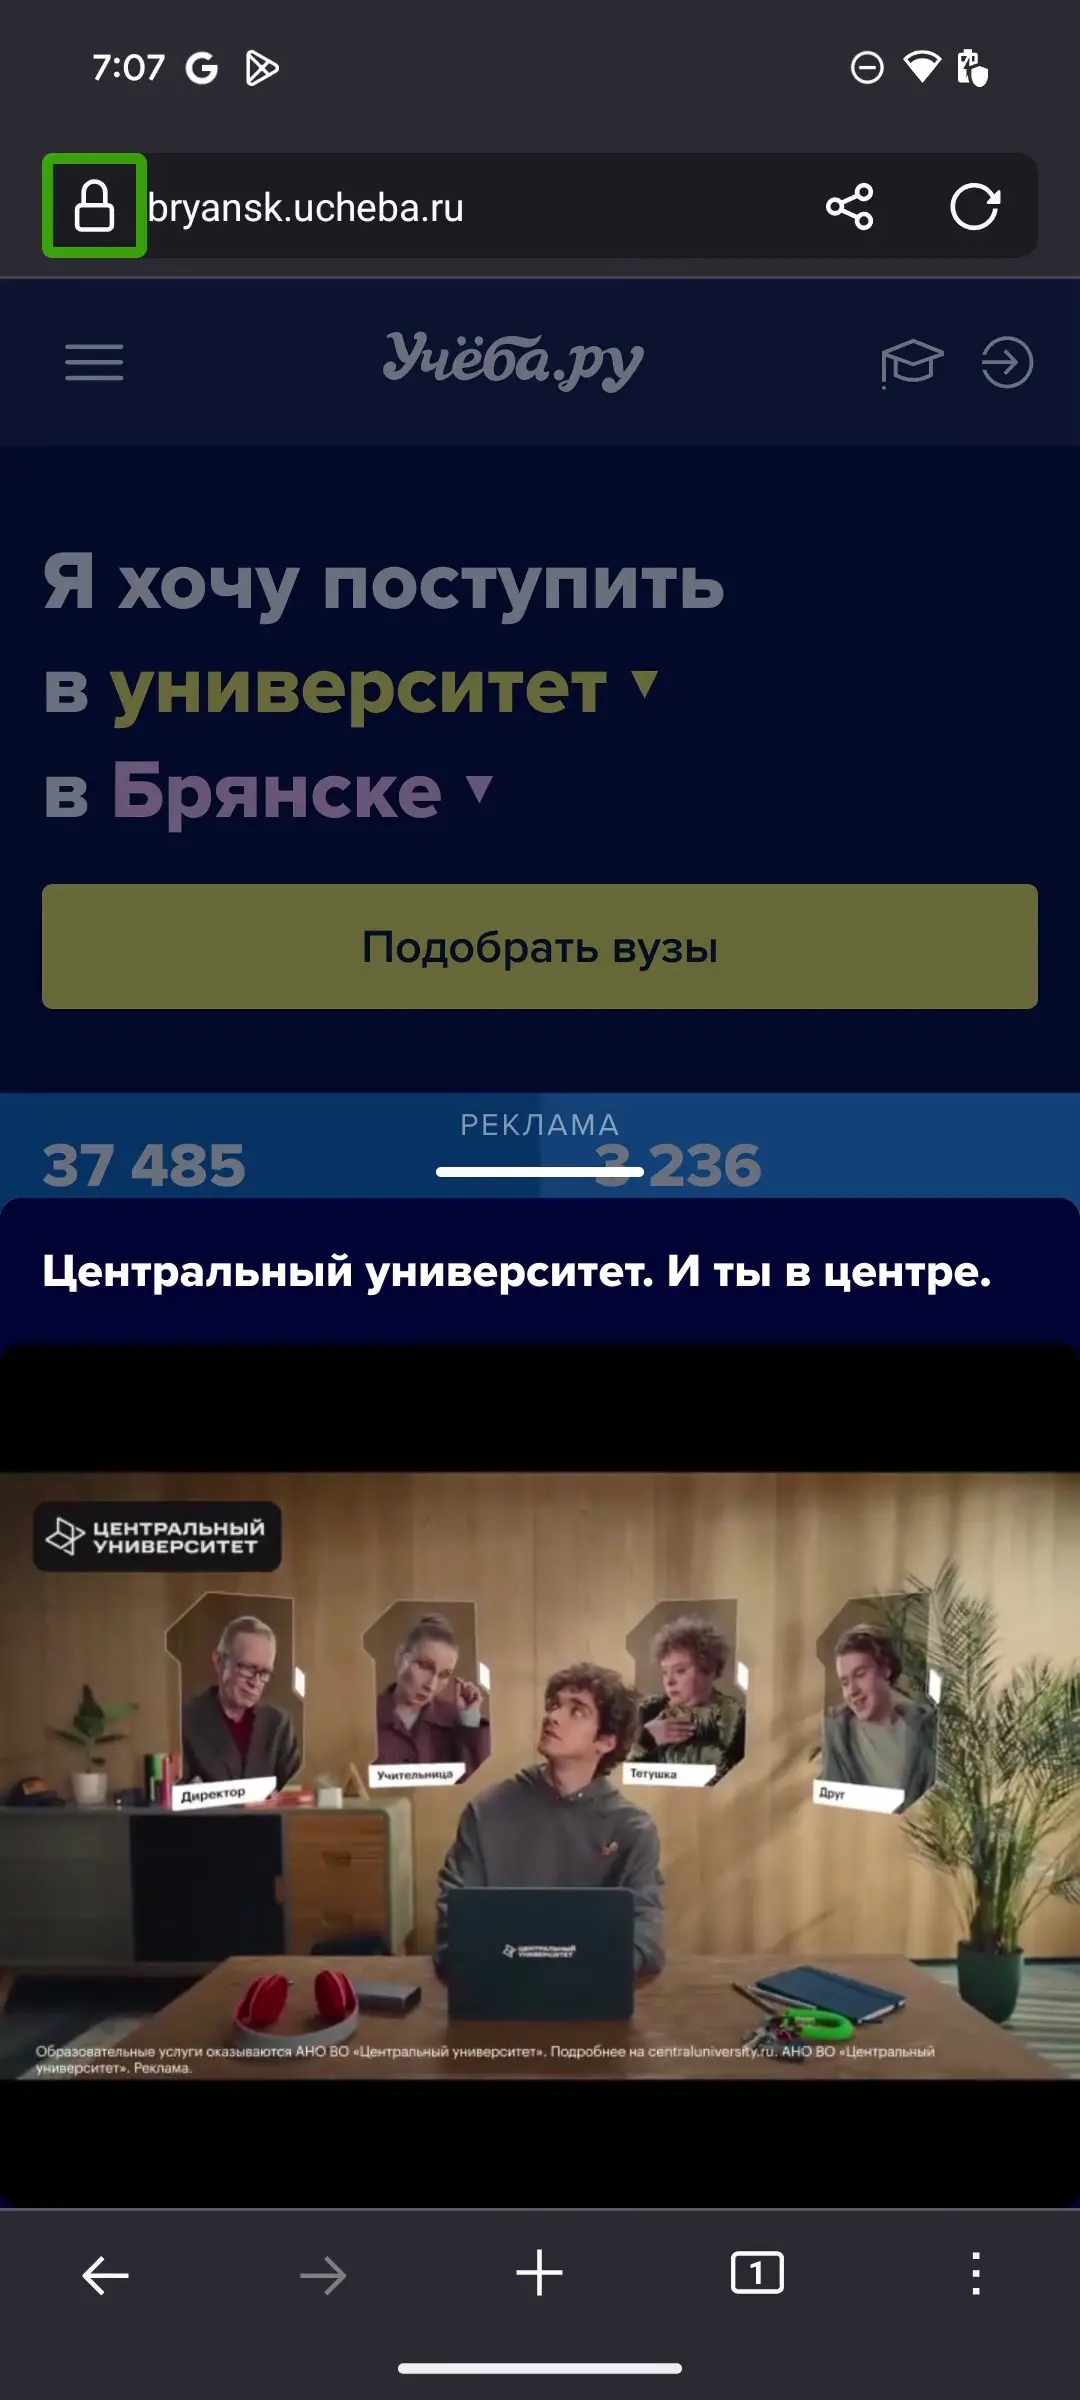 7:07
bryansk.ucheba.ru
Учёба.ру
Я хочу поступить
в университет
в Брянске
Подобрать вузы
РЕКЛАМА
37 485
3 236
Центральный университет. И ты в центре.
ЦЕНТРАЛЬНЫЙ
УНИВЕРСИТЕТ
Директор
Учительница
Тетушка
Друг
ЦЕНТРАЛЬНЫЙ
УНИВЕРСИТЕТ
Образовательные услуги оказываются АНО ВО «Центральный университет». Подробнее на centraluniversity.ru. АНО ВО «Центральный
университет». Реклама.
1